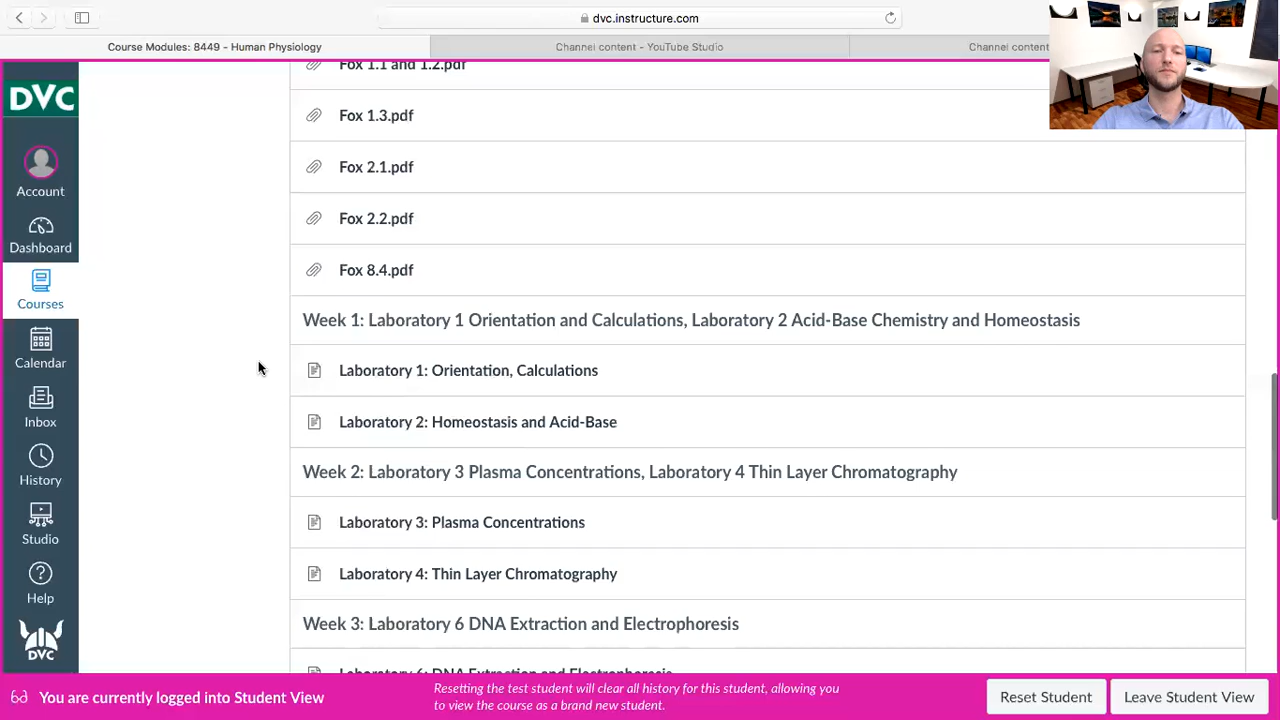 dvc.instructure.com
Course Modules: 8449 - Human Physiology
Channel content - YouTube Studio
Channel content
DVC
Account
Dashboard
Courses
Calendar
Inbox
History
Studio
Help
DVC
Fox 1.1 and 1.2.pdf
Fox 1.3.pdf
Fox 2.1.pdf
Fox 2.2.pdf
Fox 8.4.pdf
Week 1: Laboratory 1 Orientation and Calculations, Laboratory 2 Acid-Base Chemistry and Homeostasis
Laboratory 1: Orientation, Calculations
Laboratory 2: Homeostasis and Acid-Base
Week 2: Laboratory 3 Plasma Concentrations, Laboratory 4 Thin Layer Chromatography
Laboratory 3: Plasma Concentrations
Laboratory 4: Thin Layer Chromatography
Week 3: Laboratory 6 DNA Extraction and Electrophoresis
Laboratory 6: DNA Extraction and Electrophoresis
You are currently logged into Student View
Resetting the test student will clear all history for this student, allowing you
to view the course as a brand new student.
Reset Student
Leave Student View